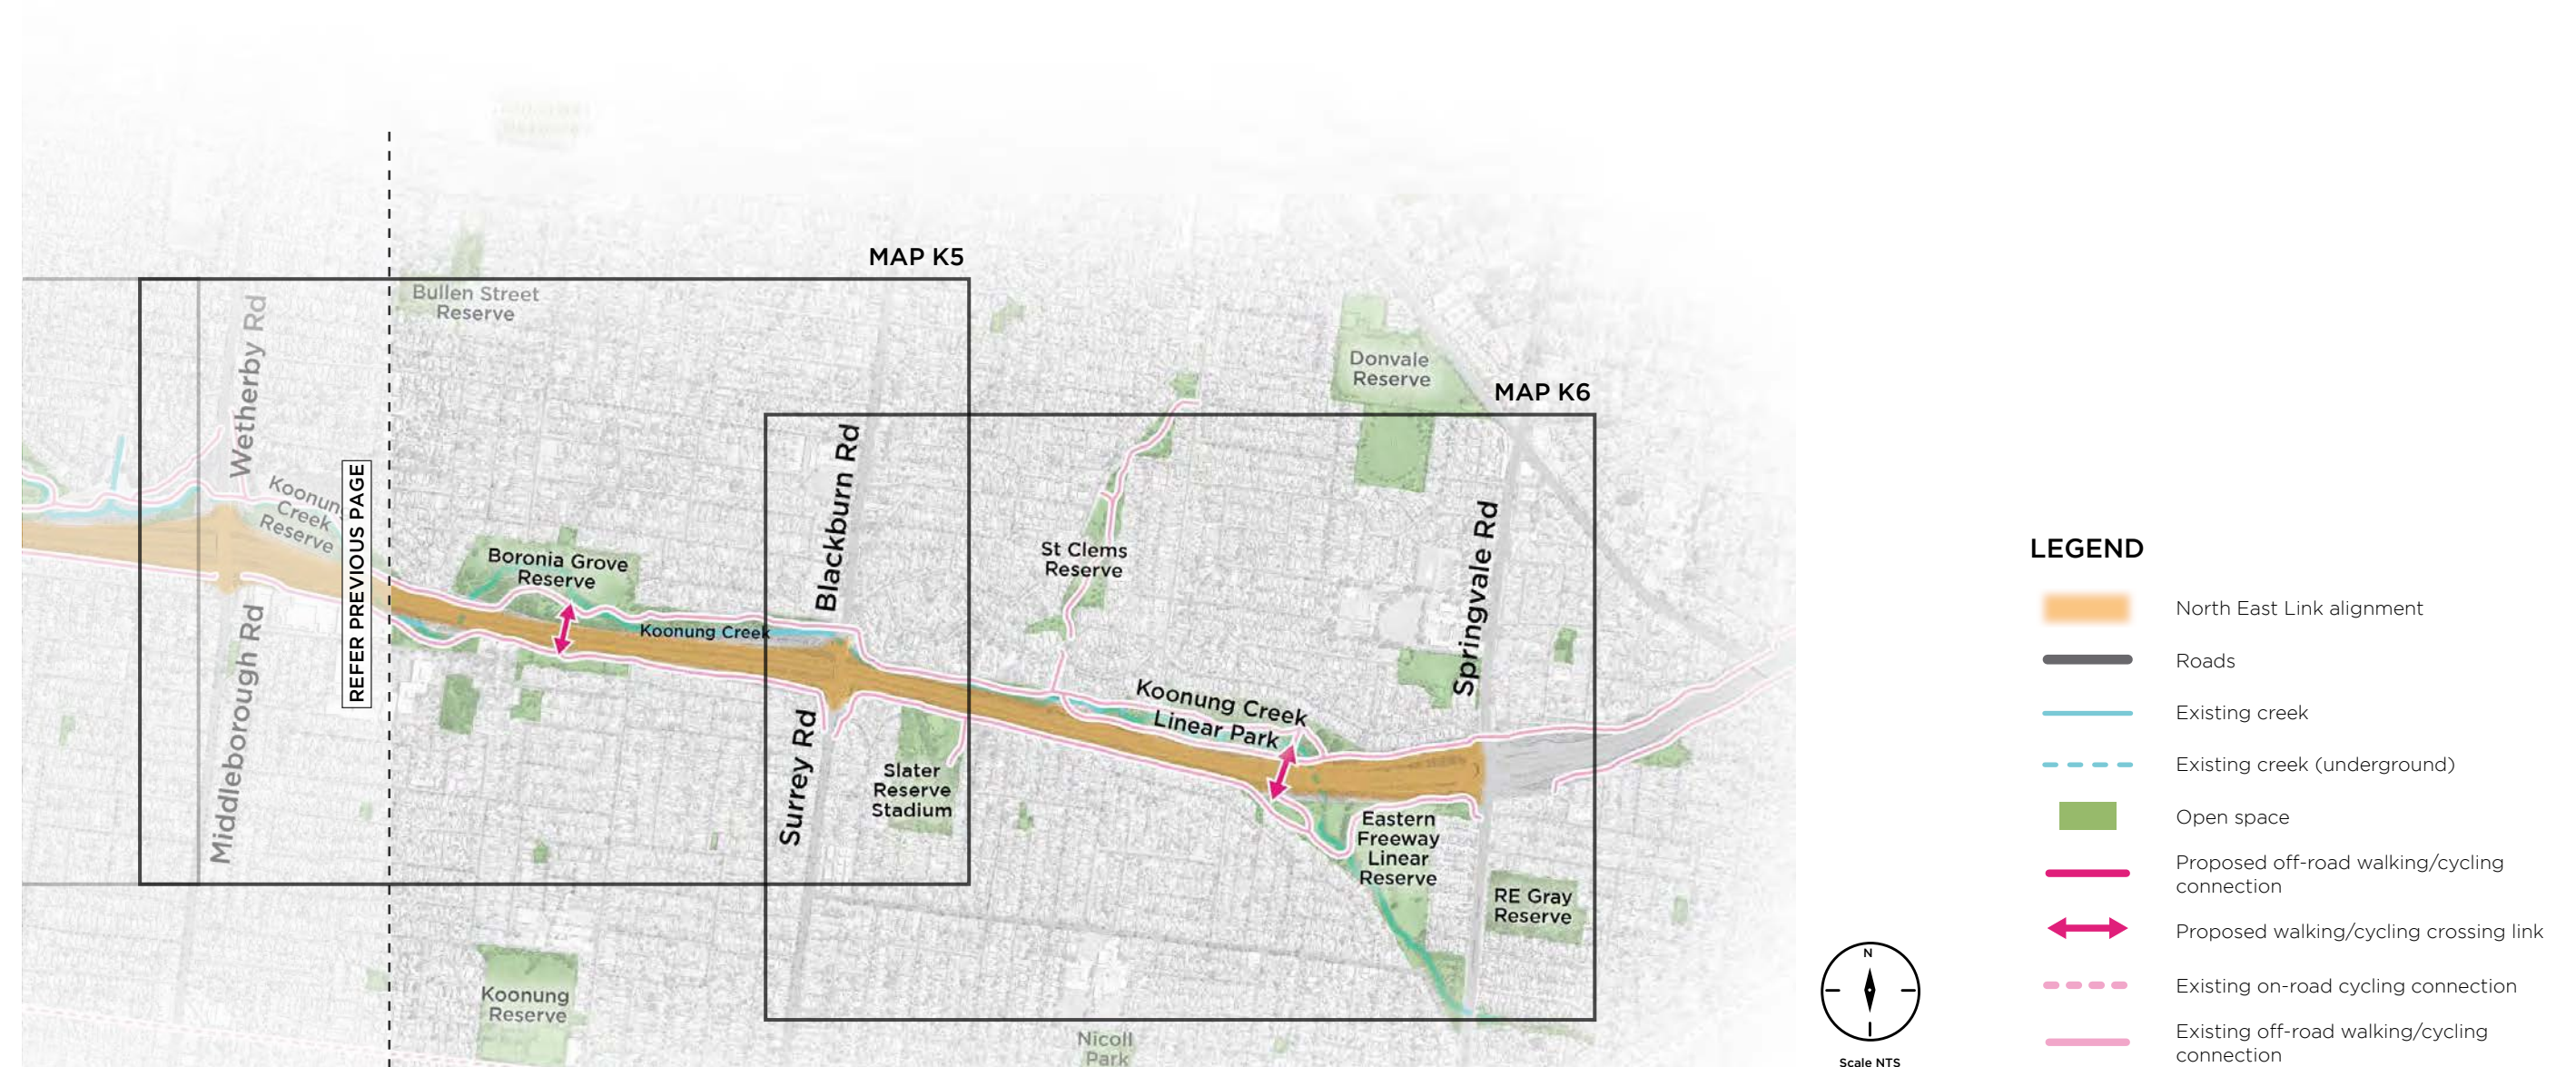 MAP K5
Bullen Street
Reserve
Wetherby Rd
Donvale
Reserve
MAP K6
Blackburn Rd
Koonung
Creek
Reserve
REFER PREVIOUS PAGE
Boronia Grove
Reserve
St Clems
Reserve
Springvale Rd
Koonung Creek
Middleborough Rd
Koonung Creek
Linear Park
Surrey Rd
Slater
Reserve
Stadium
Eastern
Freeway
Linear
Reserve
RE Gray
Reserve
Koonung
Reserve
Nicoll
Park
N
Scale NTS
LEGEND
North East Link alignment
Roads
Existing creek
Existing creek (underground)
Open space
Proposed off-road walking/cycling
connection
Proposed walking/cycling crossing link
Existing on-road cycling connection
Existing off-road walking/cycling
connection